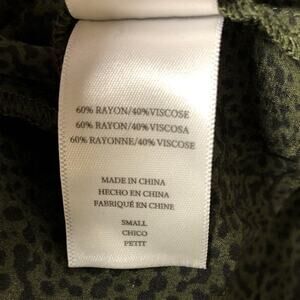 60% RAYON/40%VISCOSE
60% RAYON/40% VISCOSA
60% RAYONNE/40% VISCOSE
MADE IN CHINA
HECHO EN CHINA
FABRIQUÉ EN CHINE
SMALL
CHICO
PETIT